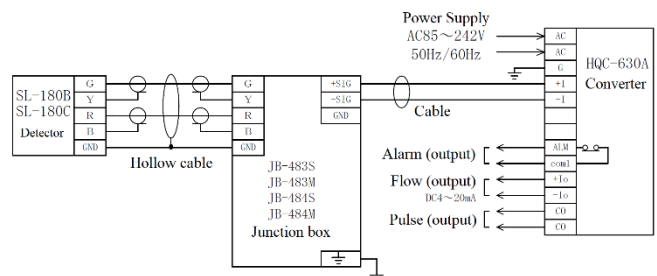 Power Supply
AC85～242V
50Hz/60Hz
SL-180B
SL-180C
Detector
G
Y
R
B
GND
Hollow cable
G
Y
R
B
GND
JB-483S
JB-483M
JB-484S
JB-484M
Junction box
+SIG
-SIG
GND
Cable
Alarm (output)
Flow (output)
DC4～20mA
Pulse (output)
AC
AC
G
+I
-I
ALM
com1
+Io
-Io
CO
CO
HQC-630A
Converter